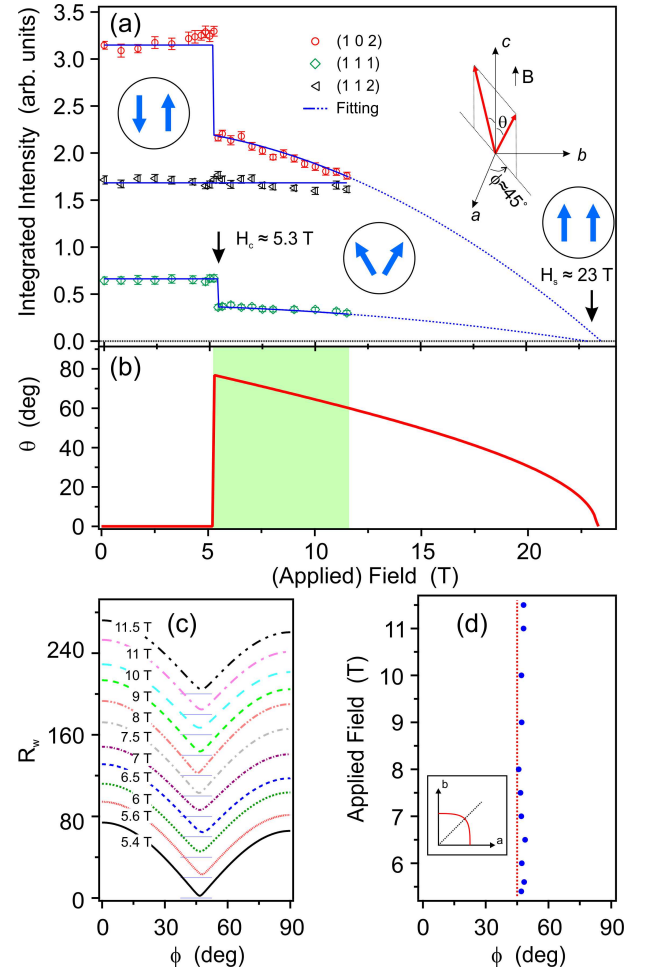 (a)
3.5
3.0
2.5
2.0
1.5
1.0
0.5
0.0
Integrated Intensity (arb. units)
(1 0 2)
(1 1 1)
(1 1 2)
Fitting
c
B
θ
b
ϕ≈45°
a
H_c ≈ 5.3 T
H_s ≈ 23 T
(b)
80
60
40
20
0
θ (deg)
0
5
10
15
20
(Applied) Field (T)
(c)
240
160
80
0
R_w
11.5 T
11 T
10 T
9 T
8 T
7.5 T
7 T
6.5 T
6 T
5.6 T
5.4 T
0
30
60
90
ϕ (deg)
(d)
11
10
9
8
7
6
Applied Field (T)
b
a
0
30
60
90
ϕ (deg)